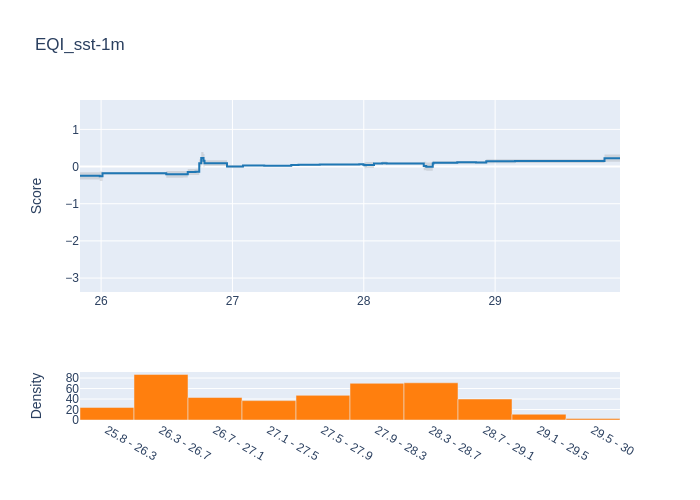 EQI_sst-1m
Score
1
0
−1
−2
−3
26 27 28 29
Density
80
60
40
20
0
25.8 - 26.3
26.3 - 26.7
26.7 - 27.1
27.1 - 27.5
27.5 - 27.9
27.9 - 28.3
28.3 - 28.7
28.7 - 29.1
29.1 - 29.5
29.5 - 30